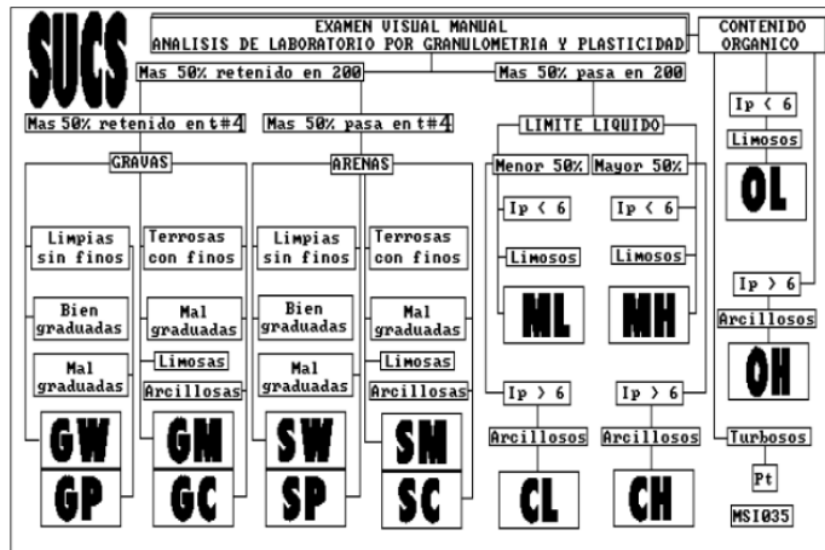 SUCS
EXAMEN VISUAL MANUAL
ANALISIS DE LABORATORIO POR GRANULOMETRIA Y PLASTICIDAD
CONTENIDO
ORGANICO
Mas 50% retenido en 200
Mas 50% pasa en 200
Mas 50% retenido en t#4
Mas 50% pasa en t#4
GRAVAS
ARENAS
LIMITE LIQUIDO
Menor 50%
Mayor 50%
Limpias
sin finos
Terrosas
con finos
Limpias
sin finos
Terrosas
con finos
Bien
graduadas
Mal
graduadas
Bien
graduadas
Mal
graduadas
Mal
graduadas
Limosas
Arcillosas
Mal
graduadas
Limosas
Arcillosas
GW
GP
GM
GC
SW
SP
SM
SC
Ip < 6
Limosos
ML
Ip > 6
Arcillosos
CL
Ip < 6
Limosos
MH
Ip > 6
Arcillosos
CH
Ip < 6
Limosos
OL
Ip > 6
Arcillosos
OH
Turbosos
Pt
MSI035